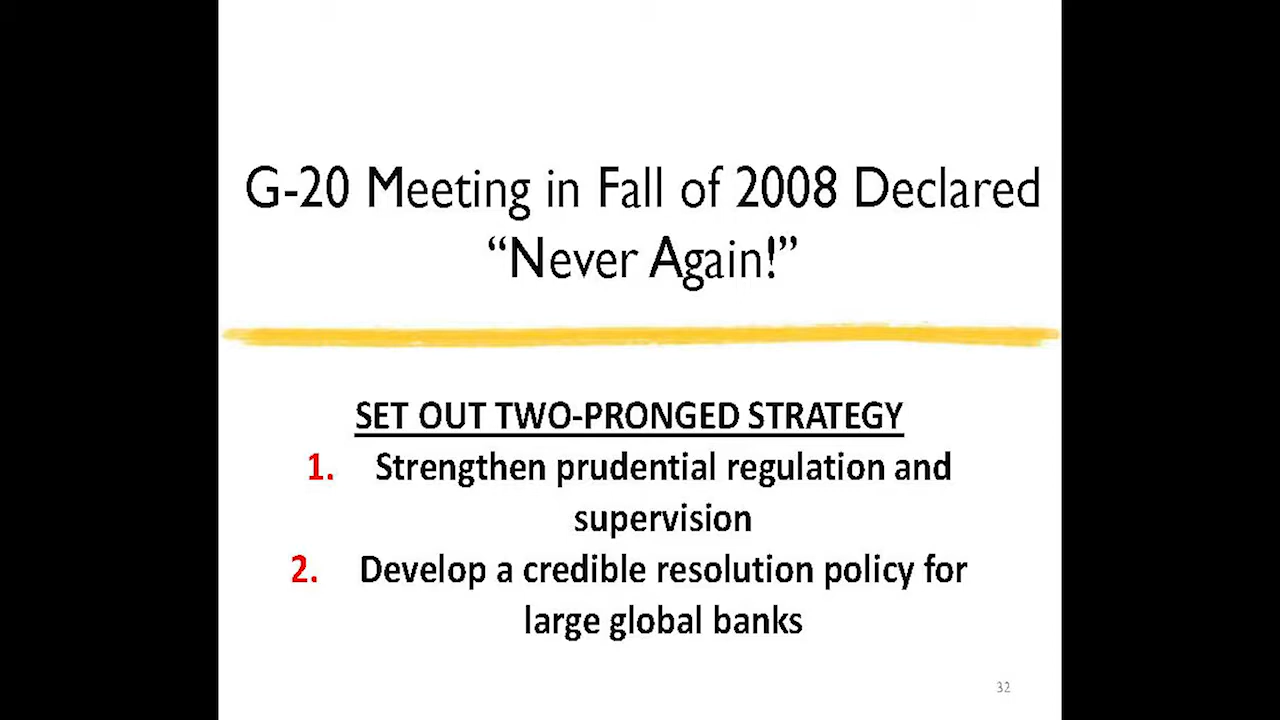 G-20 Meeting in Fall of 2008 Declared
“Never Again!”
SET OUT TWO-PRONGED STRATEGY
1. Strengthen prudential regulation and
supervision
2. Develop a credible resolution policy for
large global banks
32